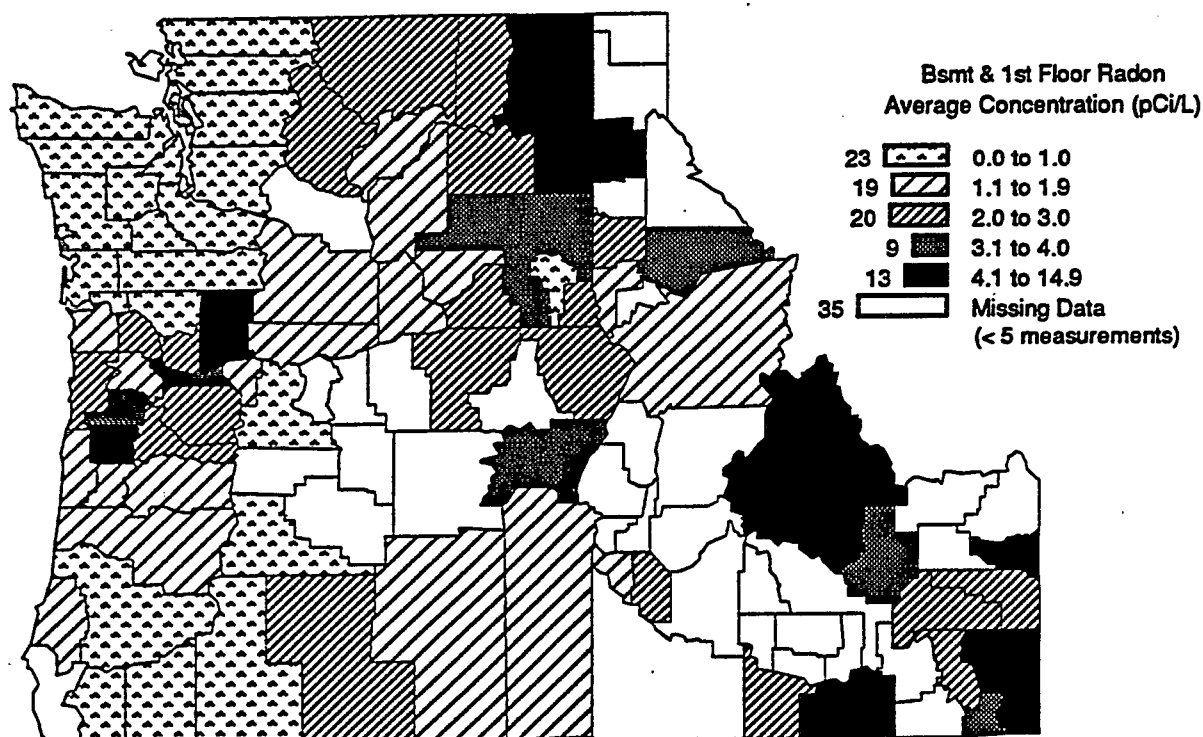 Bsmt & 1st Floor Radon
Average Concentration (pCi/L)
23 0.0 to 1.0
19 1.1 to 1.9
20 2.0 to 3.0
9 3.1 to 4.0
13 4.1 to 14.9
35 Missing Data
(< 5 measurements)